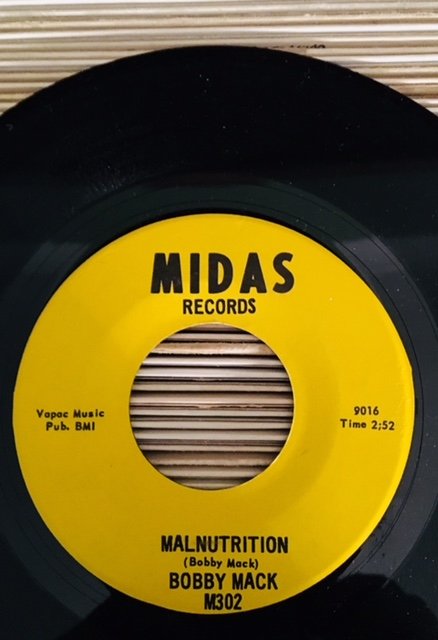 MIDAS
RECORDS
Vapac Music
Pub. BMI
9016
Time 2;52
MALNUTRITION
(Bobby Mack)
BOBBY MACK
M302